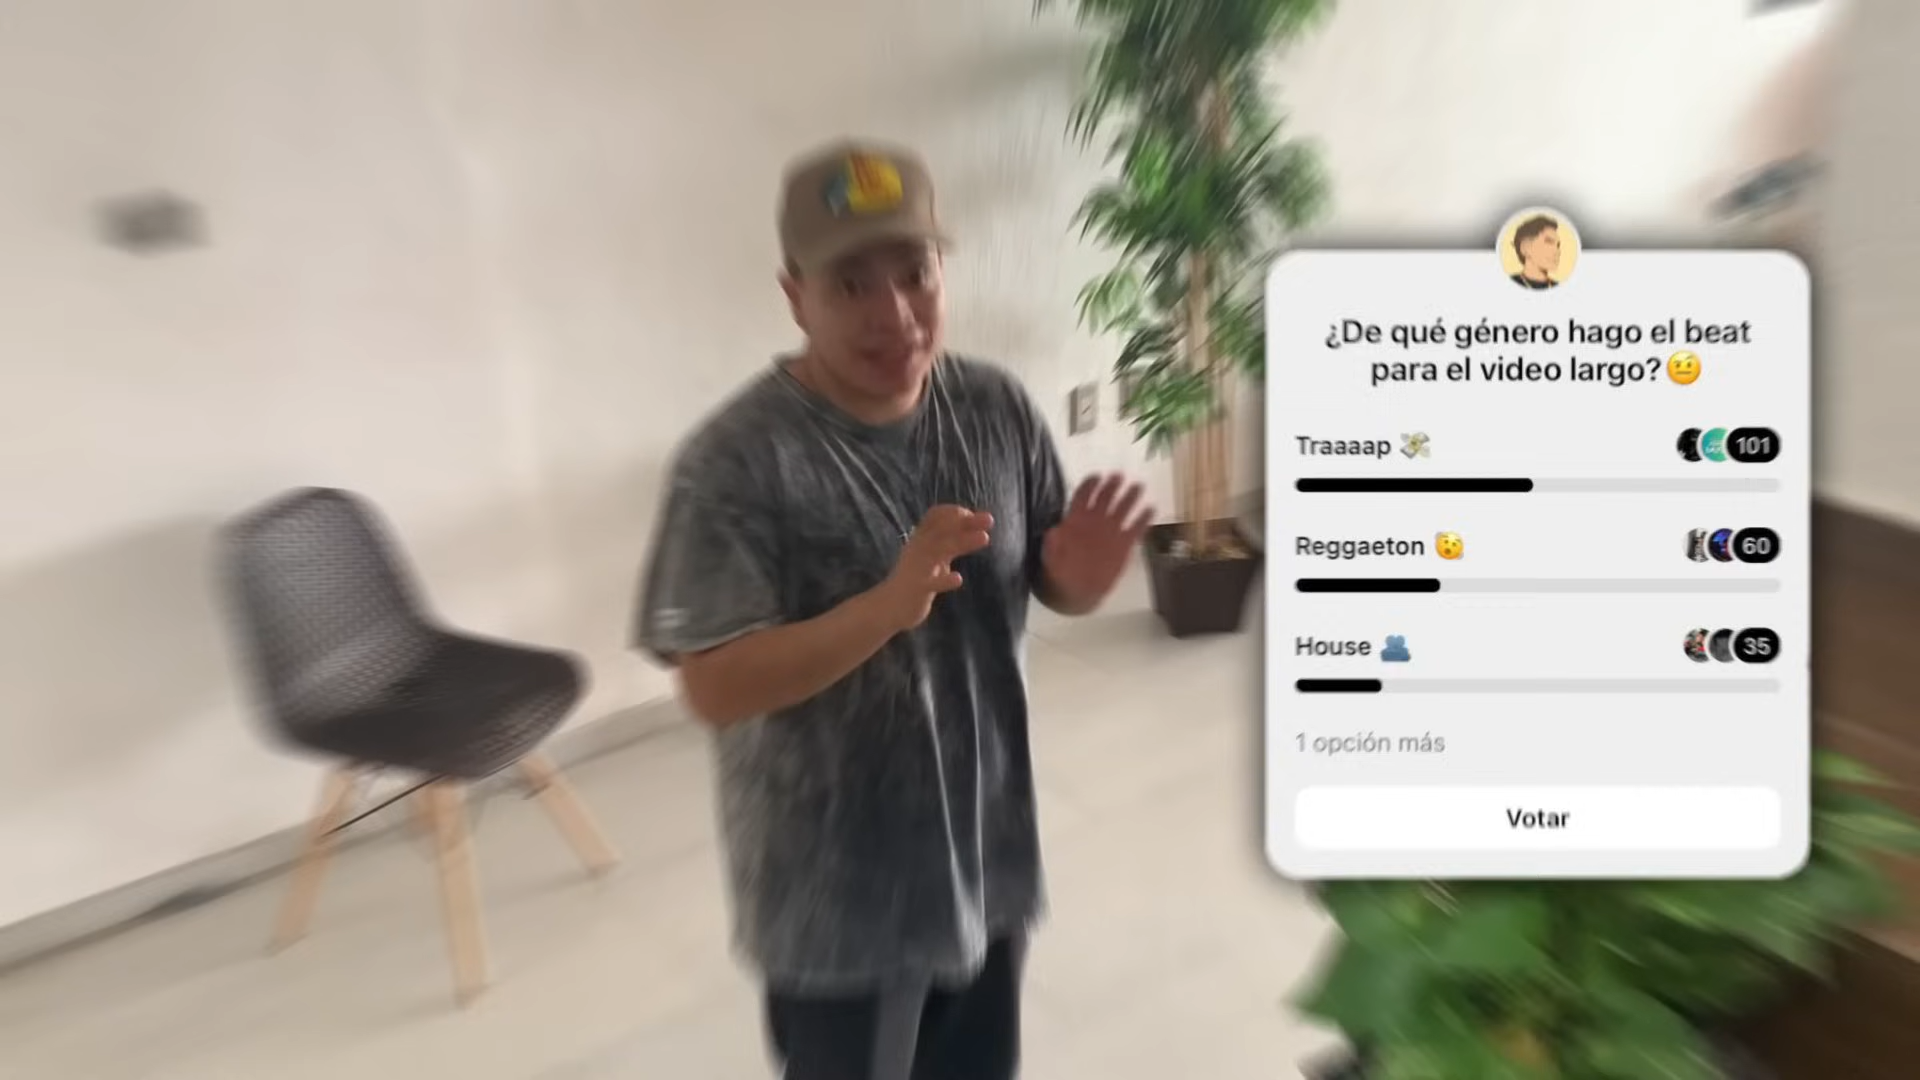 ¿De qué género hago el beat
para el video largo?🤨
Traaaap 💸
101
Reggaeton 😯
60
House 👥
35
1 opción más
Votar